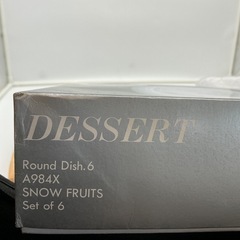 DESSERT
Round Dish.6
A984X
SNOW FRUITS
Set of 6